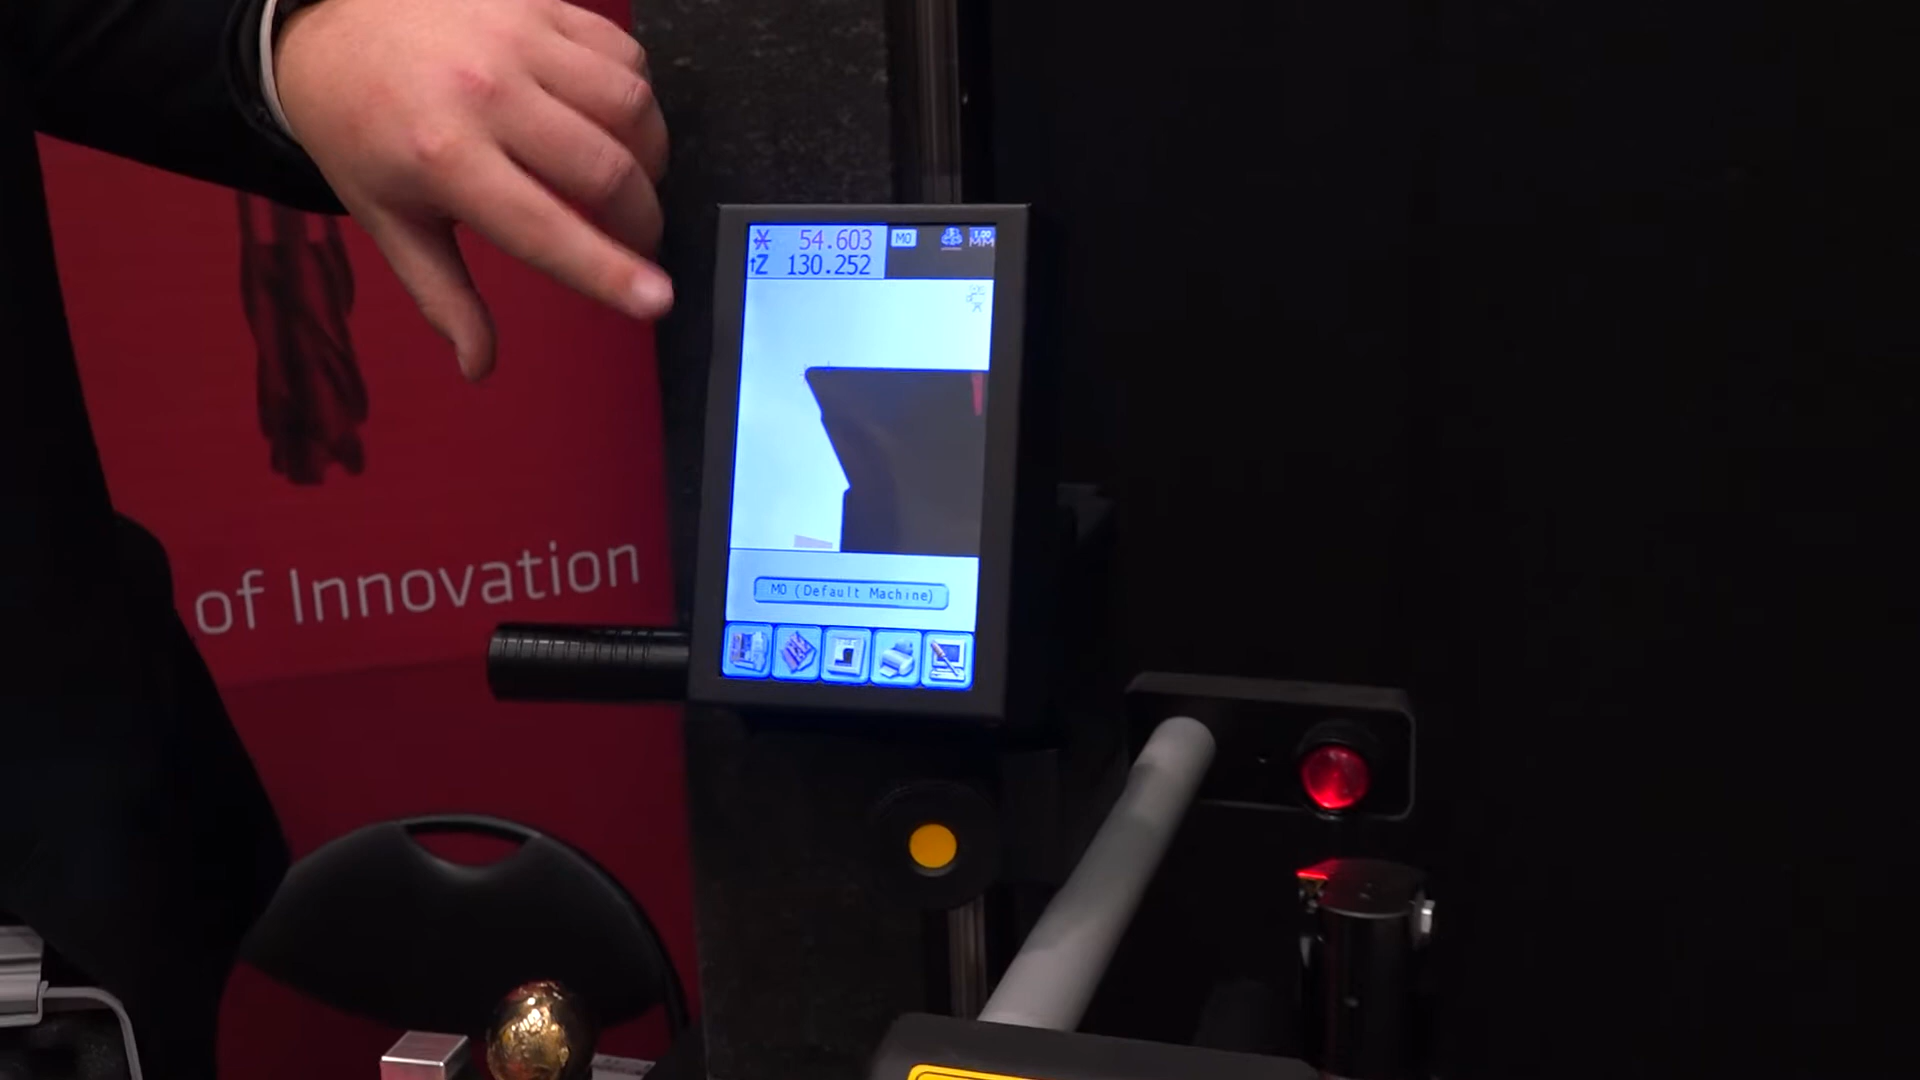 X 54.603
Z 130.252
M0
1.00
MM
M0 (Default Machine)
of Innovation